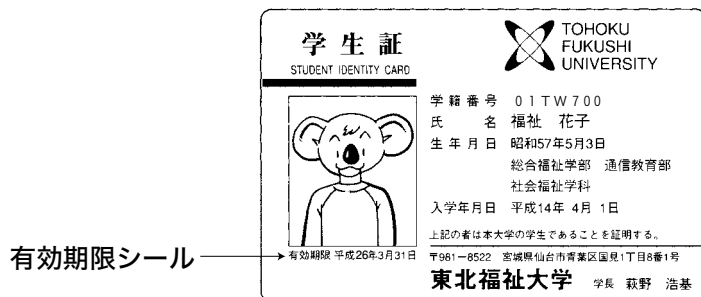 学生証
STUDENT IDENTITY CARD
TOHOKU
FUKUSHI
UNIVERSITY
学籍番号 01TW700
氏 名 福祉 花子
生年月日 昭和57年5月3日
総合福祉学部 通信教育部
社会福祉学科
入学年月日 平成14年 4月 1日
上記の者は本大学の学生であることを証明する。
有効期限シール
有効期限 平成26年3月31日
〒981-8522 宮城県仙台市青葉区国見1丁目8番1号
東北福祉大学 学長 萩野 浩基